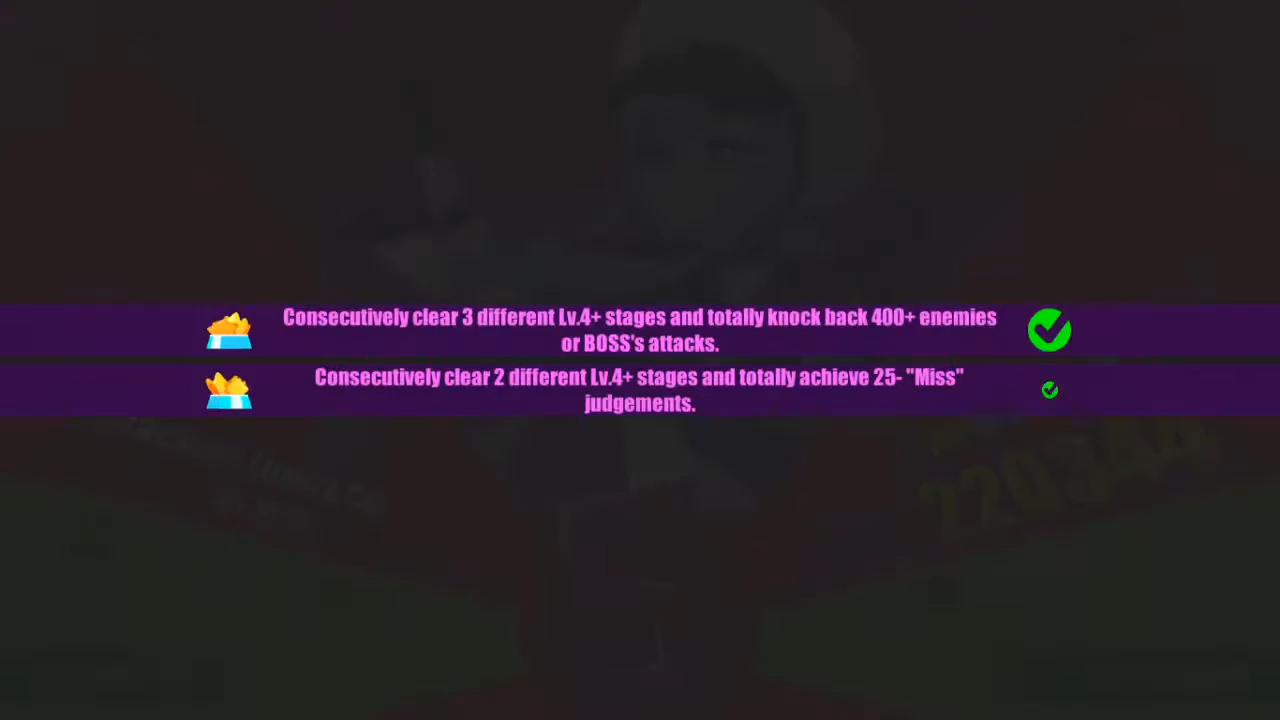 Consecutively clear 3 different Lv.4+ stages and totally knock back 400+ enemies
or BOSS's attacks.
Consecutively clear 2 different Lv.4+ stages and totally achieve 25- "Miss"
judgements.
220344